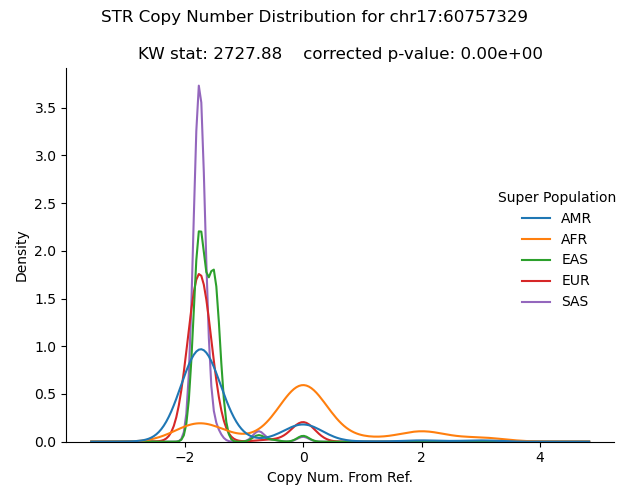 STR Copy Number Distribution for chr17:60757329
KW stat: 2727.88    corrected p-value: 0.00e+00
Density
3.5
3.0
2.5
2.0
1.5
1.0
0.5
0.0
−2
0
2
4
Copy Num. From Ref.
Super Population
AMR
AFR
EAS
EUR
SAS